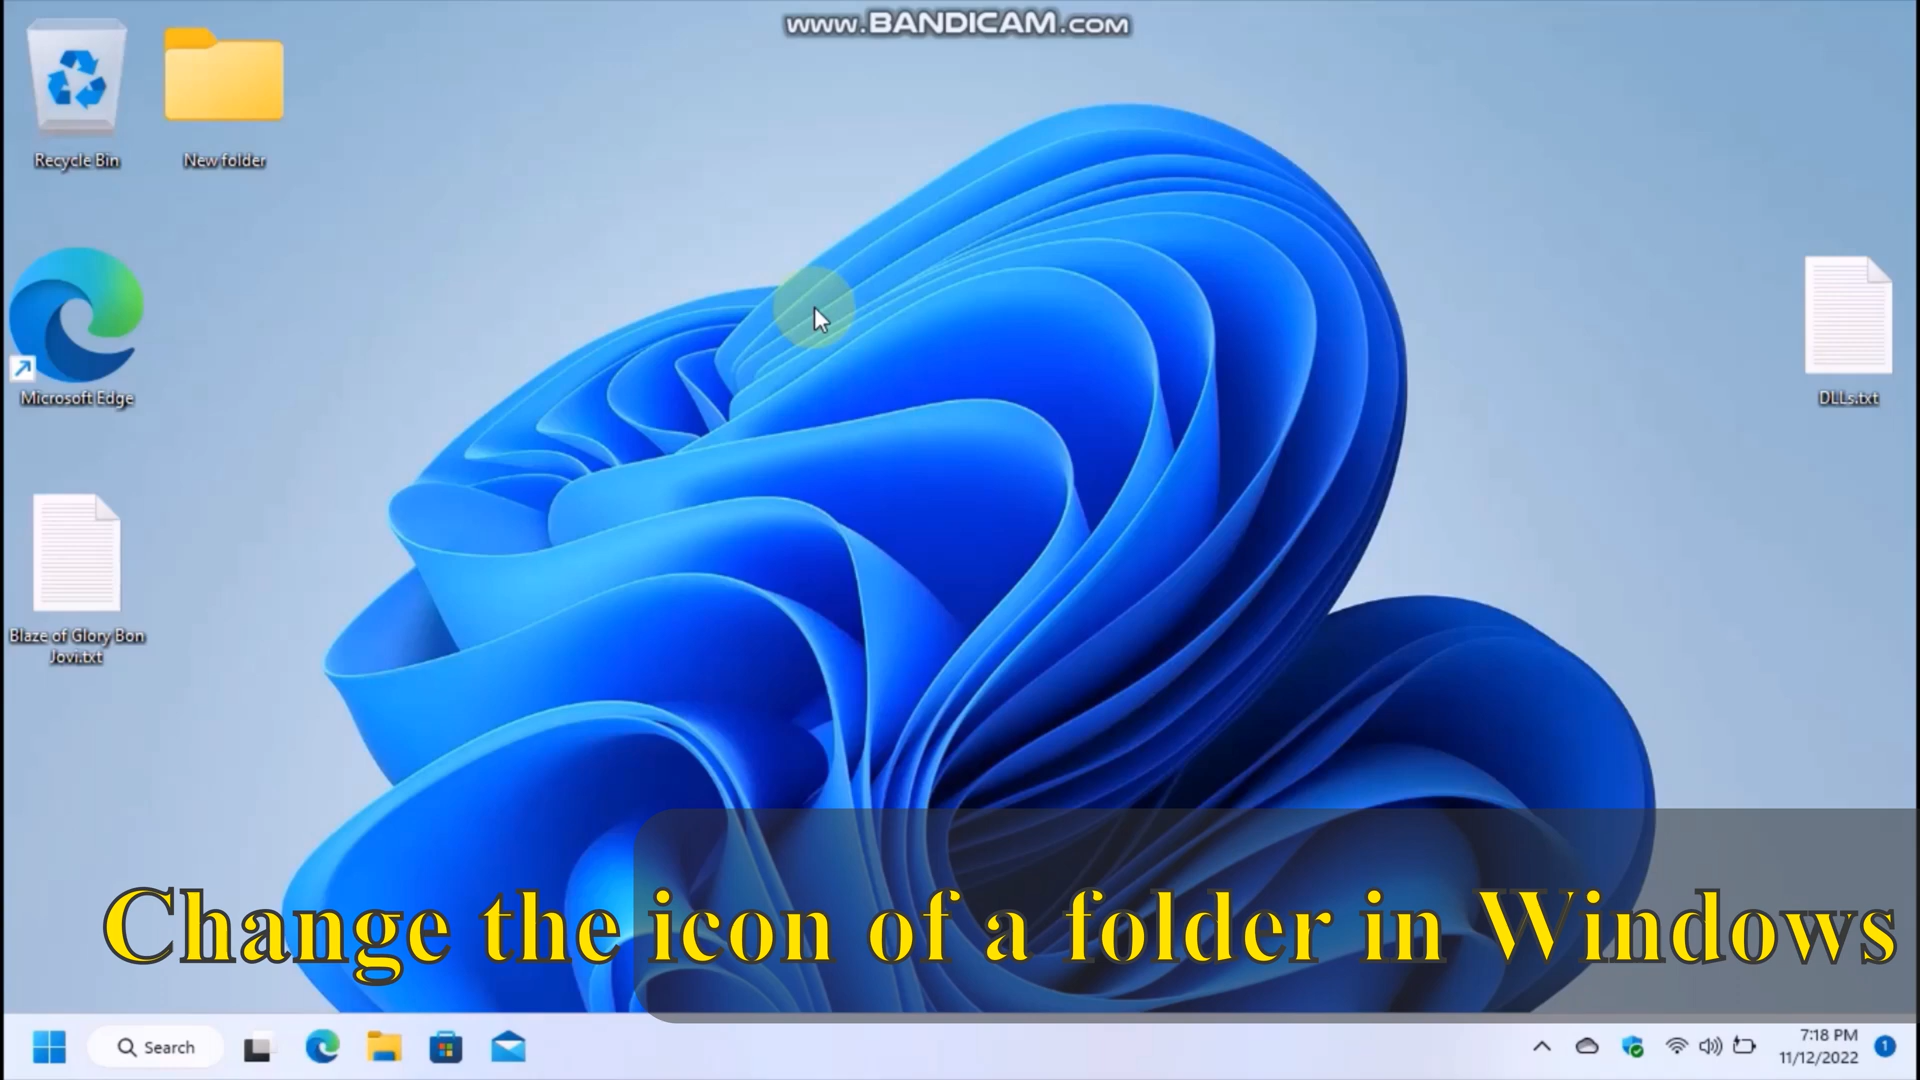 www.BANDICAM.com
Recycle Bin
New folder
Microsoft Edge
Blaze of Glory Bon
Jovi.txt
DLLs.txt
Change the icon of a folder in Windows
Search
7:18 PM
11/12/2022
1